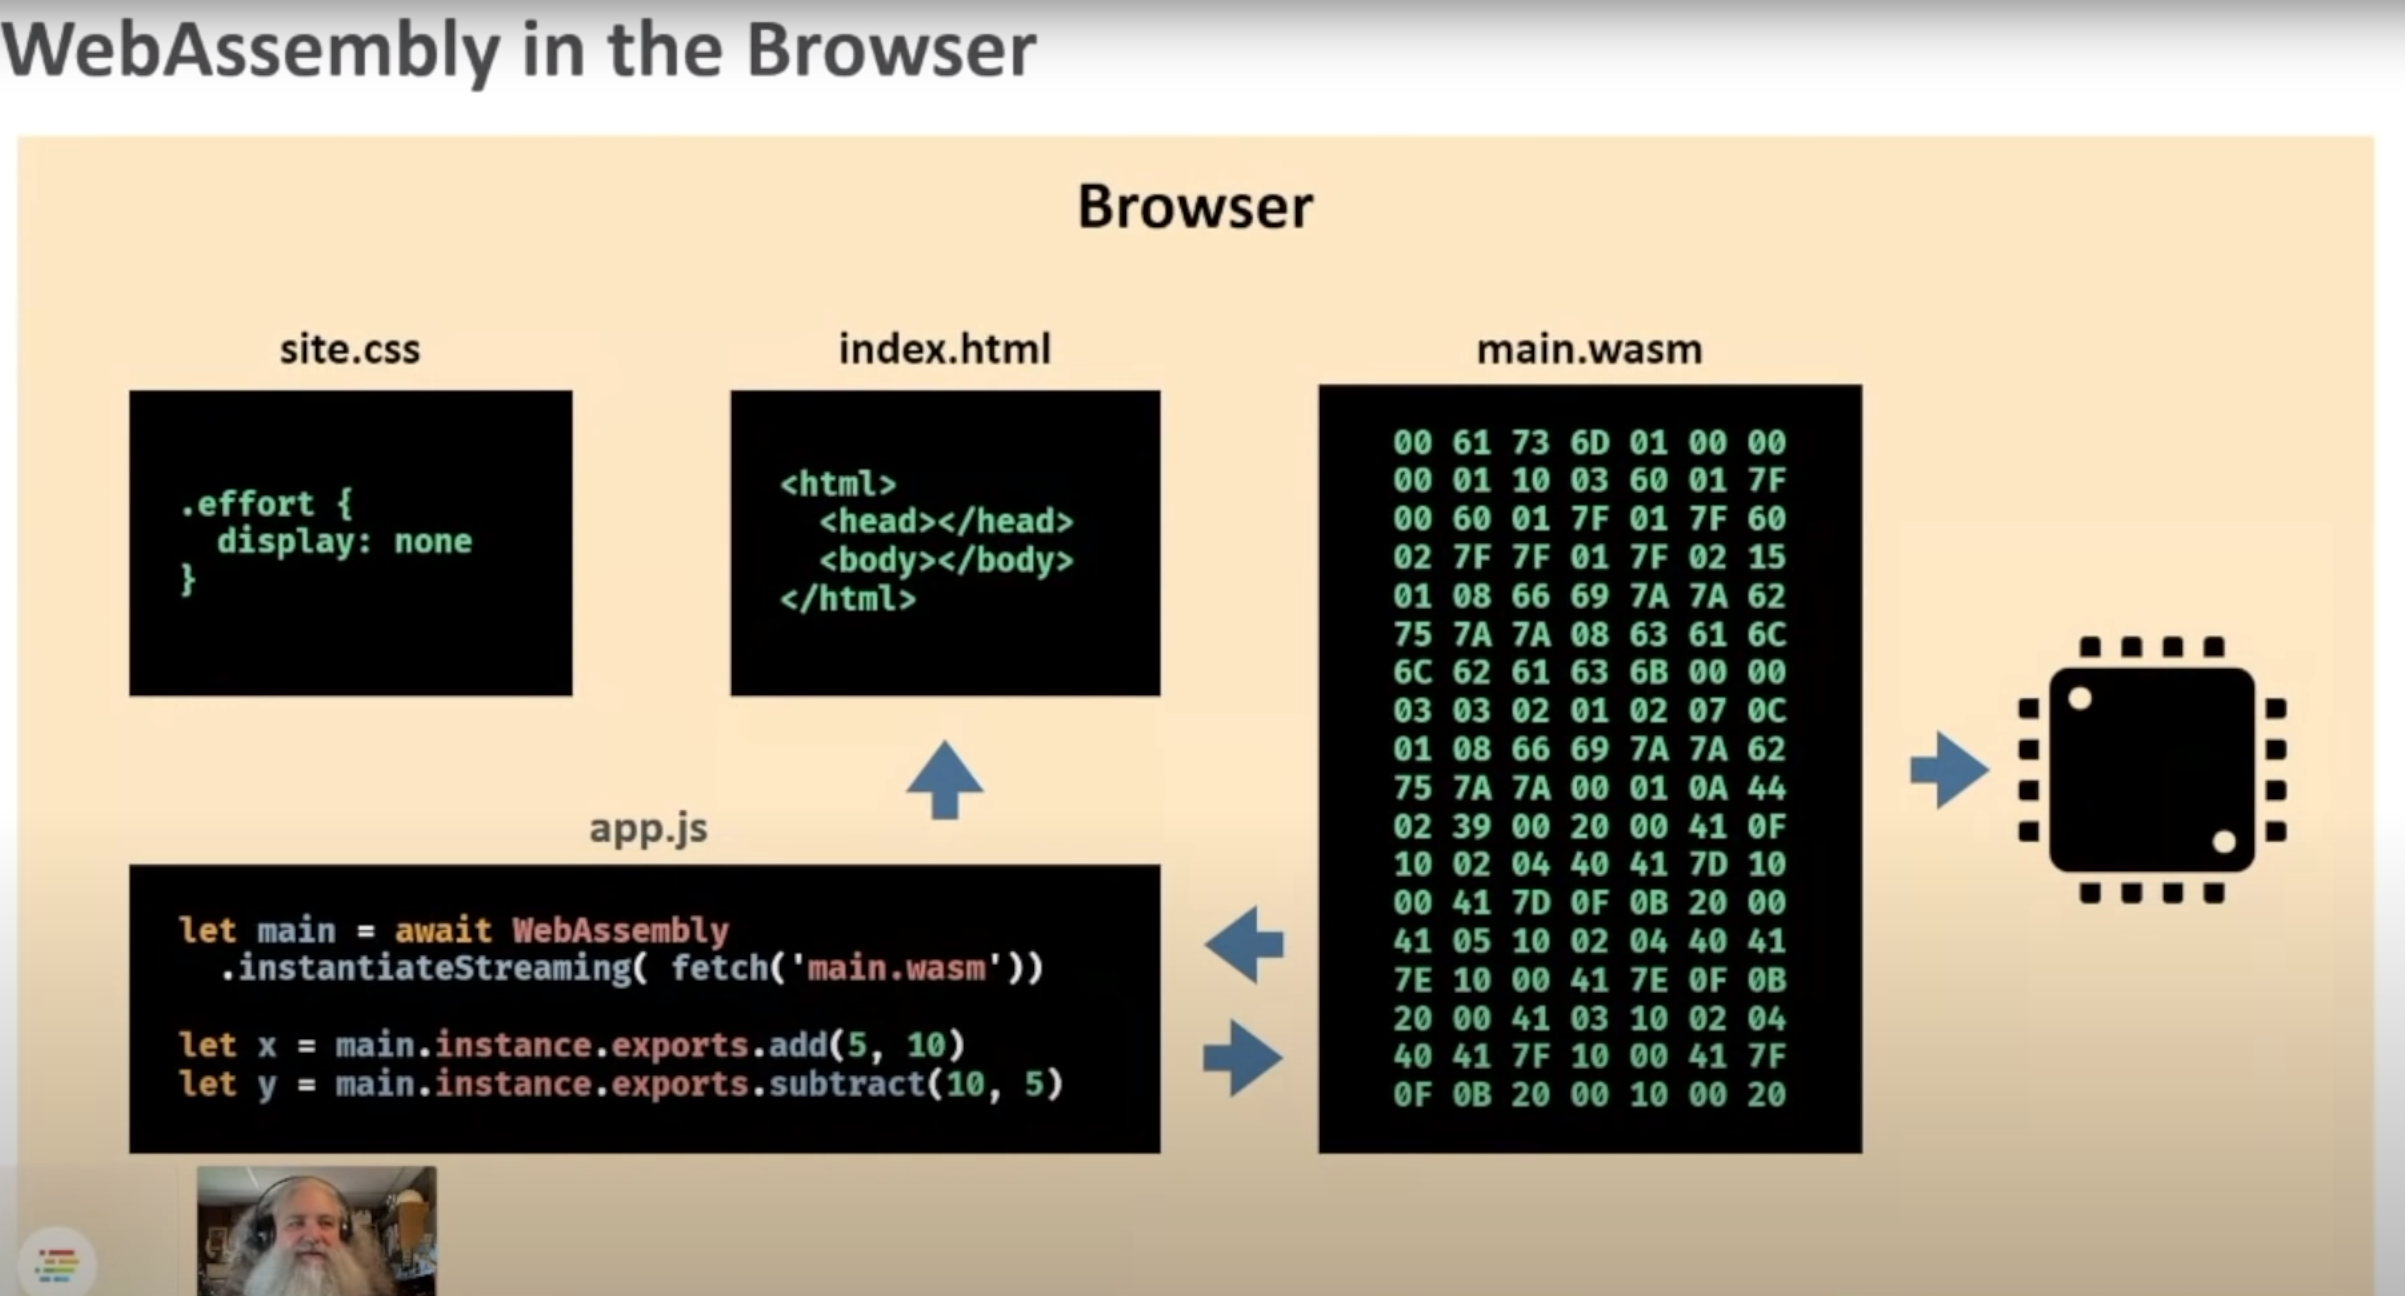 WebAssembly in the Browser
Browser
site.css
.effort {
  display: none
}
index.html
<html>
  <head></head>
  <body></body>
</html>
main.wasm
00 61 73 6D 01 00 00
00 01 10 03 60 01 7F
00 60 01 7F 01 7F 60
02 7F 7F 01 7F 02 15
01 08 66 69 7A 7A 62
75 7A 7A 08 63 61 6C
6C 62 61 63 6B 00 00
03 03 02 01 02 07 0C
01 08 66 69 7A 7A 62
75 7A 7A 00 01 0A 44
02 39 00 20 00 41 0F
10 02 04 40 41 7D 10
00 41 7D 0F 0B 20 00
41 05 10 02 04 40 41
7E 10 00 41 7E 0F 0B
20 00 41 03 10 02 04
40 41 7F 10 00 41 7F
0F 0B 20 00 10 00 20
app.js
let main = await WebAssembly
  .instantiateStreaming( fetch('main.wasm'))
let x = main.instance.exports.add(5, 10)
let y = main.instance.exports.subtract(10, 5)